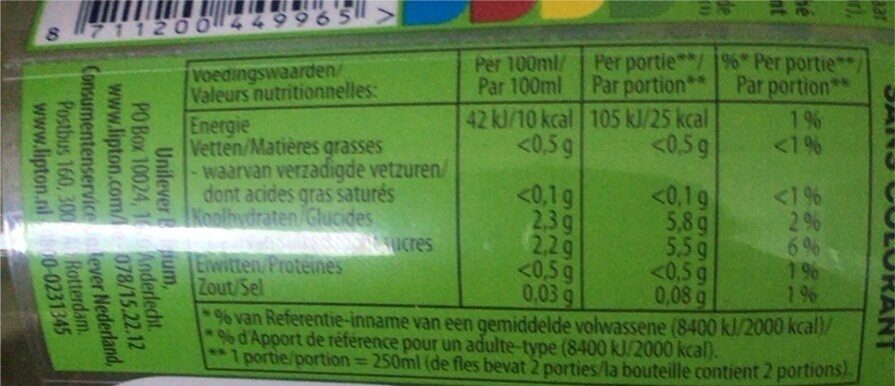 8 711200 449965 >
Voedingswaarden/ Per 100ml/ Per portie**/ %* Per portie**/
Valeurs nutritionnelles: Par 100ml Par portion** Par portion**
Energie 42 kJ/10 kcal 105 kJ/25 kcal 1 %
Vetten/Matières grasses <0,5 g <0,5 g <1 %
- waarvan verzadigde vetzuren/
dont acides gras saturés <0,1 g <0,1 g <1 %
Koolhydraten/Glucides 2,3 g 5,8 g 2 %
sucres 2,2 g 5,5 g 6 %
Eiwitten/Protéines <0,5 g <0,5 g 1 %
Zout/Sel 0,03 g 0,08 g 1 %
* % van Referentie-inname van een gemiddelde volwassene (8400 kJ/2000 kcal)/
* % d'Apport de référence pour un adulte-type (8400 kJ/2000 kcal).
** 1 portie/portion = 250ml (de fles bevat 2 porties/la bouteille contient 2 portions).
Unilever
PO Box 10024, Anderlecht.
www.lipton.com/ 078/15.22.12
Consumentenservice Nederland,
Postbus 160, Rotterdam.
www.lipton.nl 0231345